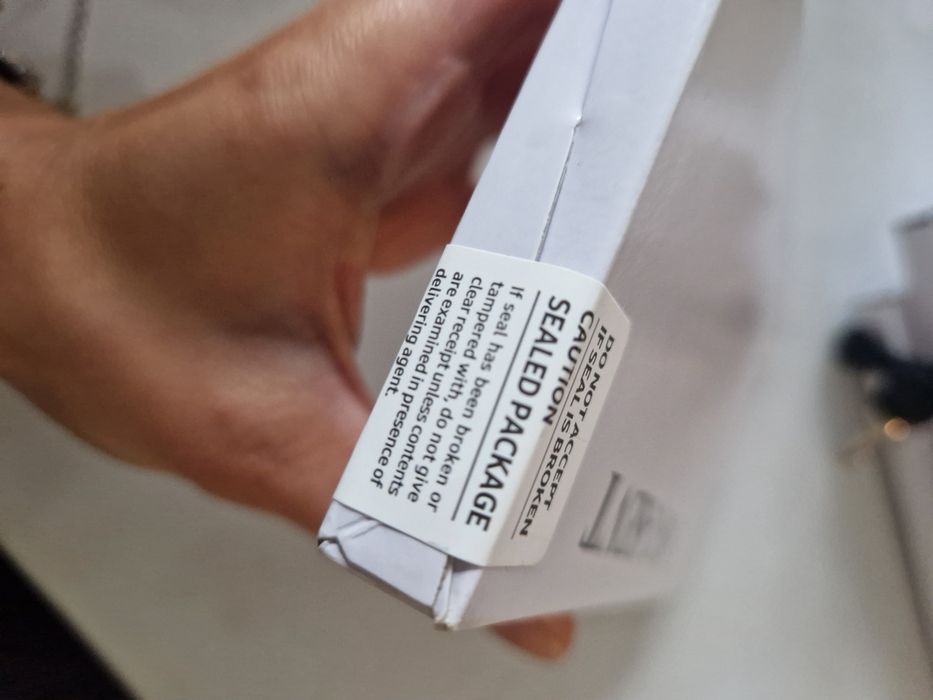 DO NOT ACCEPT
IF SEAL IS BROKEN
CAUTION
SEALED PACKAGE
If seal has been broken or
tampered with, do not give
clear receipt unless contents
are examined in presence of
delivering agent.